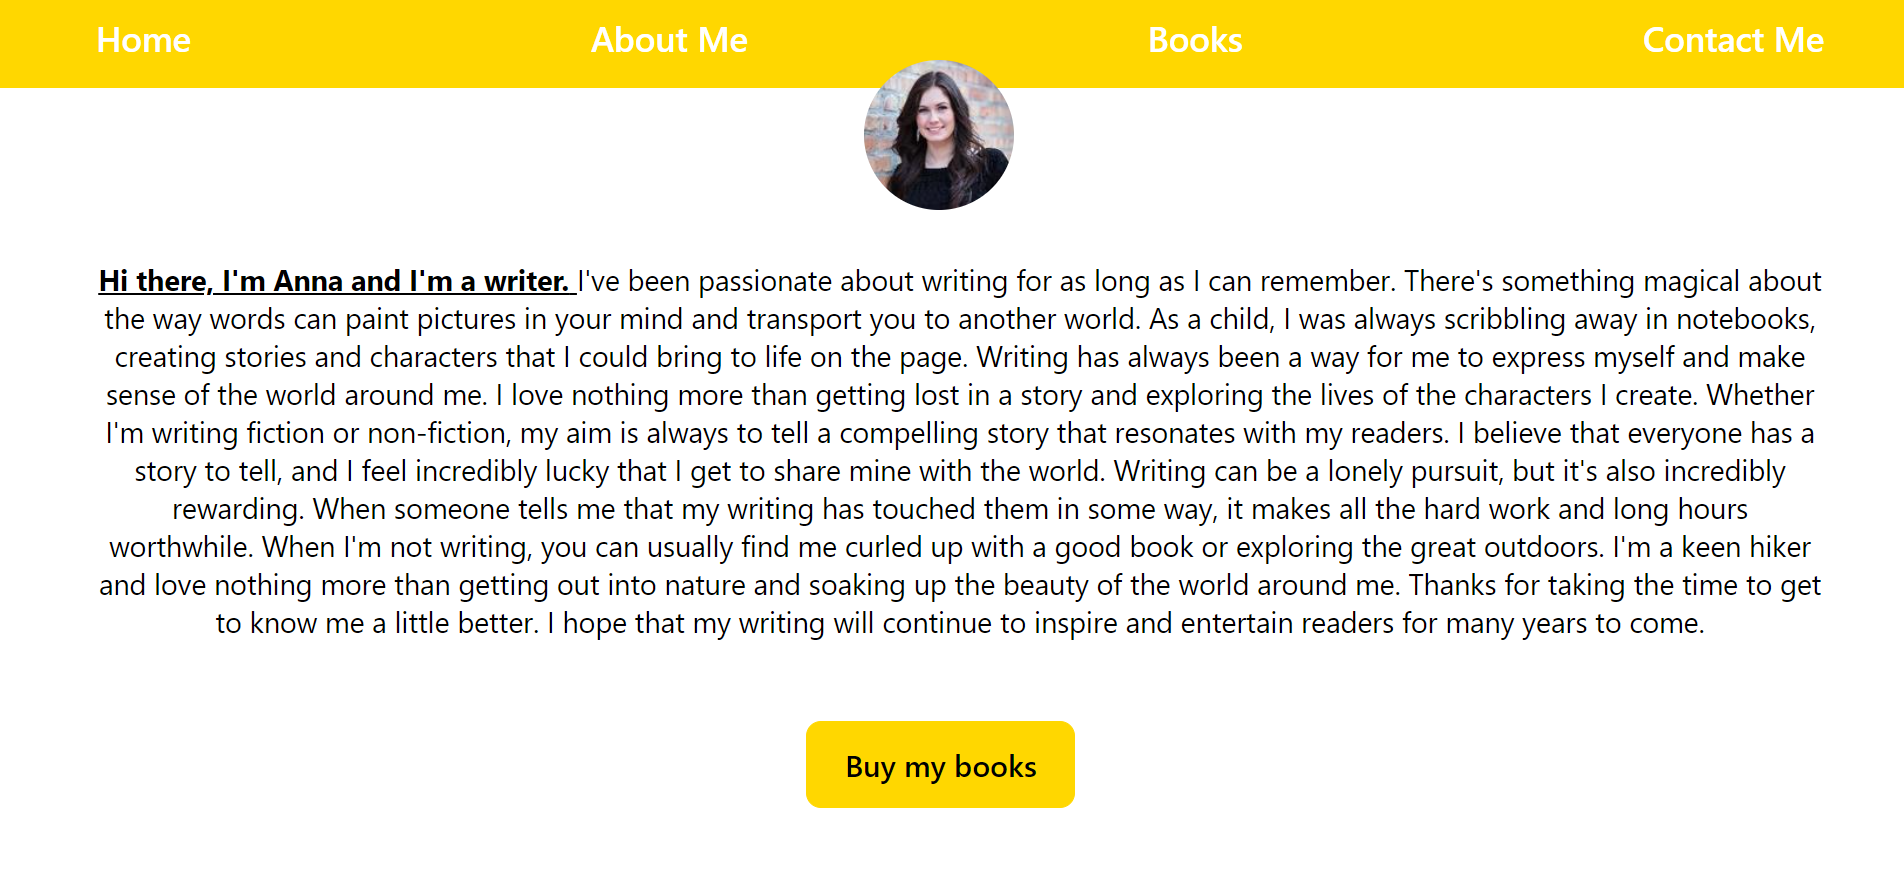 Home About Me Books Contact Me
Hi there, I'm Anna and I'm a writer. I've been passionate about writing for as long as I can remember. There's something magical about
the way words can paint pictures in your mind and transport you to another world. As a child, I was always scribbling away in notebooks,
creating stories and characters that I could bring to life on the page. Writing has always been a way for me to express myself and make
sense of the world around me. I love nothing more than getting lost in a story and exploring the lives of the characters I create. Whether
I'm writing fiction or non-fiction, my aim is always to tell a compelling story that resonates with my readers. I believe that everyone has a
story to tell, and I feel incredibly lucky that I get to share mine with the world. Writing can be a lonely pursuit, but it's also incredibly
rewarding. When someone tells me that my writing has touched them in some way, it makes all the hard work and long hours
worthwhile. When I'm not writing, you can usually find me curled up with a good book or exploring the great outdoors. I'm a keen hiker
and love nothing more than getting out into nature and soaking up the beauty of the world around me. Thanks for taking the time to get
to know me a little better. I hope that my writing will continue to inspire and entertain readers for many years to come.
Buy my books